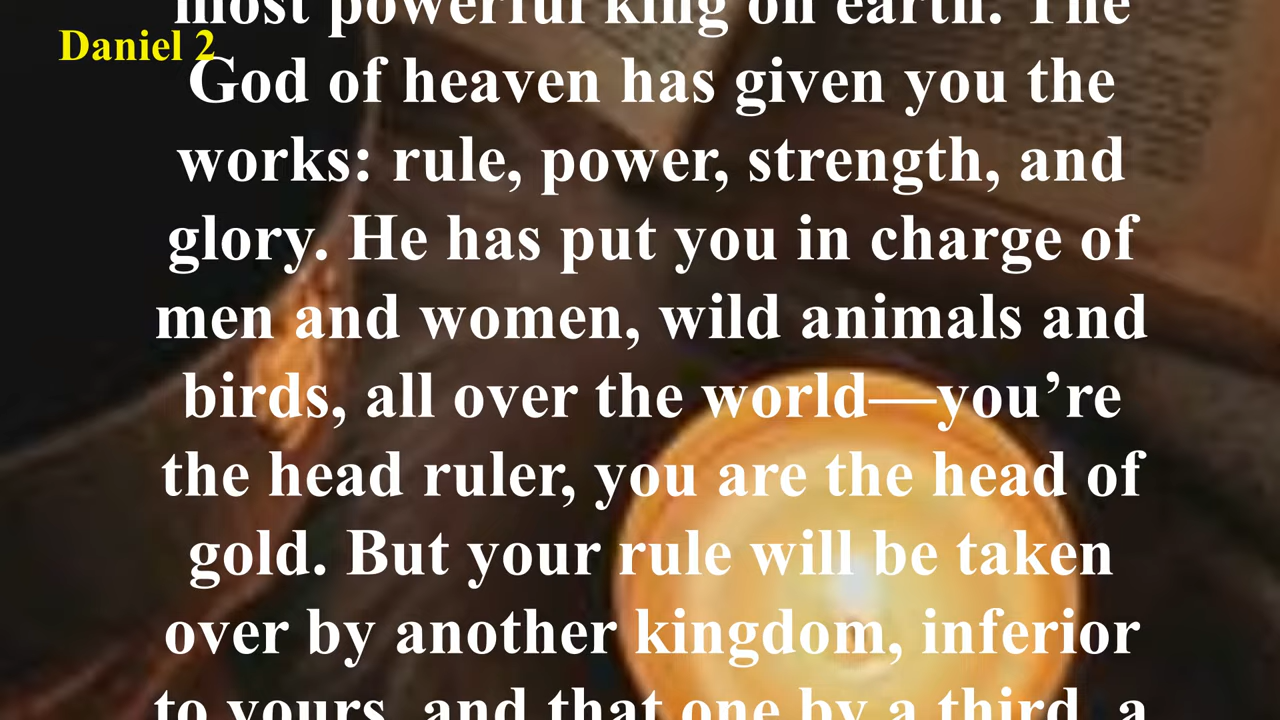 most powerful king on earth. The
Daniel 2
God of heaven has given you the
works: rule, power, strength, and
glory. He has put you in charge of
men and women, wild animals and
birds, all over the world—you’re
the head ruler, you are the head of
gold. But your rule will be taken
over by another kingdom, inferior
to yours, and that one by a third, a